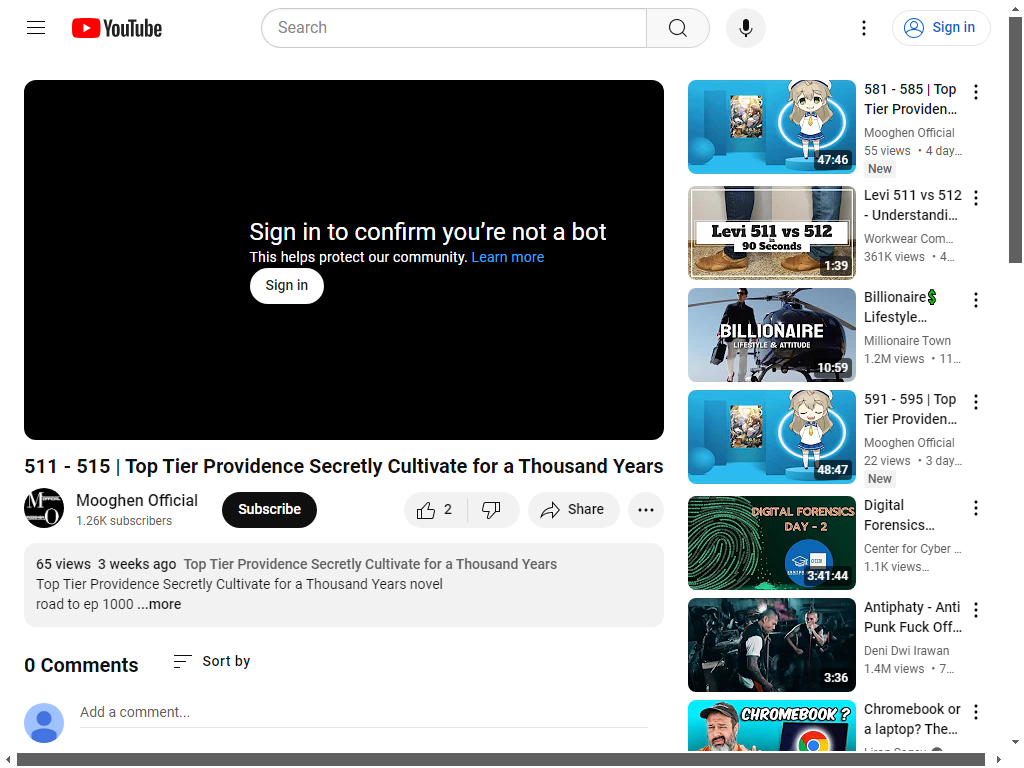 YouTube
Search
Sign in
Sign in to confirm you're not a bot
This helps protect our community. Learn more
Sign in
511 - 515 | Top Tier Providence Secretly Cultivate for a Thousand Years
Mooghen Official
1.26K subscribers
Subscribe
2
Share
65 views 3 weeks ago Top Tier Providence Secretly Cultivate for a Thousand Years
Top Tier Providence Secretly Cultivate for a Thousand Years novel
road to ep 1000 ...more
0 Comments
Sort by
Add a comment...
47:46
581 - 585 | Top
Tier Providen...
Mooghen Official
55 views • 4 day...
New
Levi 511 vs 512
in
90 Seconds
1:39
Levi 511 vs 512
- Understandi...
Workwear Com...
361K views • 4...
BILLIONAIRE
LIFESTYLE & ATTITUDE
10:59
Billionaire💲
Lifestyle...
Millionaire Town
1.2M views • 11...
48:47
591 - 595 | Top
Tier Providen...
Mooghen Official
22 views • 3 day...
New
DIGITAL FORENSICS
DAY - 2
3:41:44
Digital
Forensics...
Center for Cyber ...
1.1K views...
3:36
Antiphaty - Anti
Punk Fuck Off...
Deni Dwi Irawan
1.4M views • 7...
CHROMEBOOK ?
Chromebook or
a laptop? The...